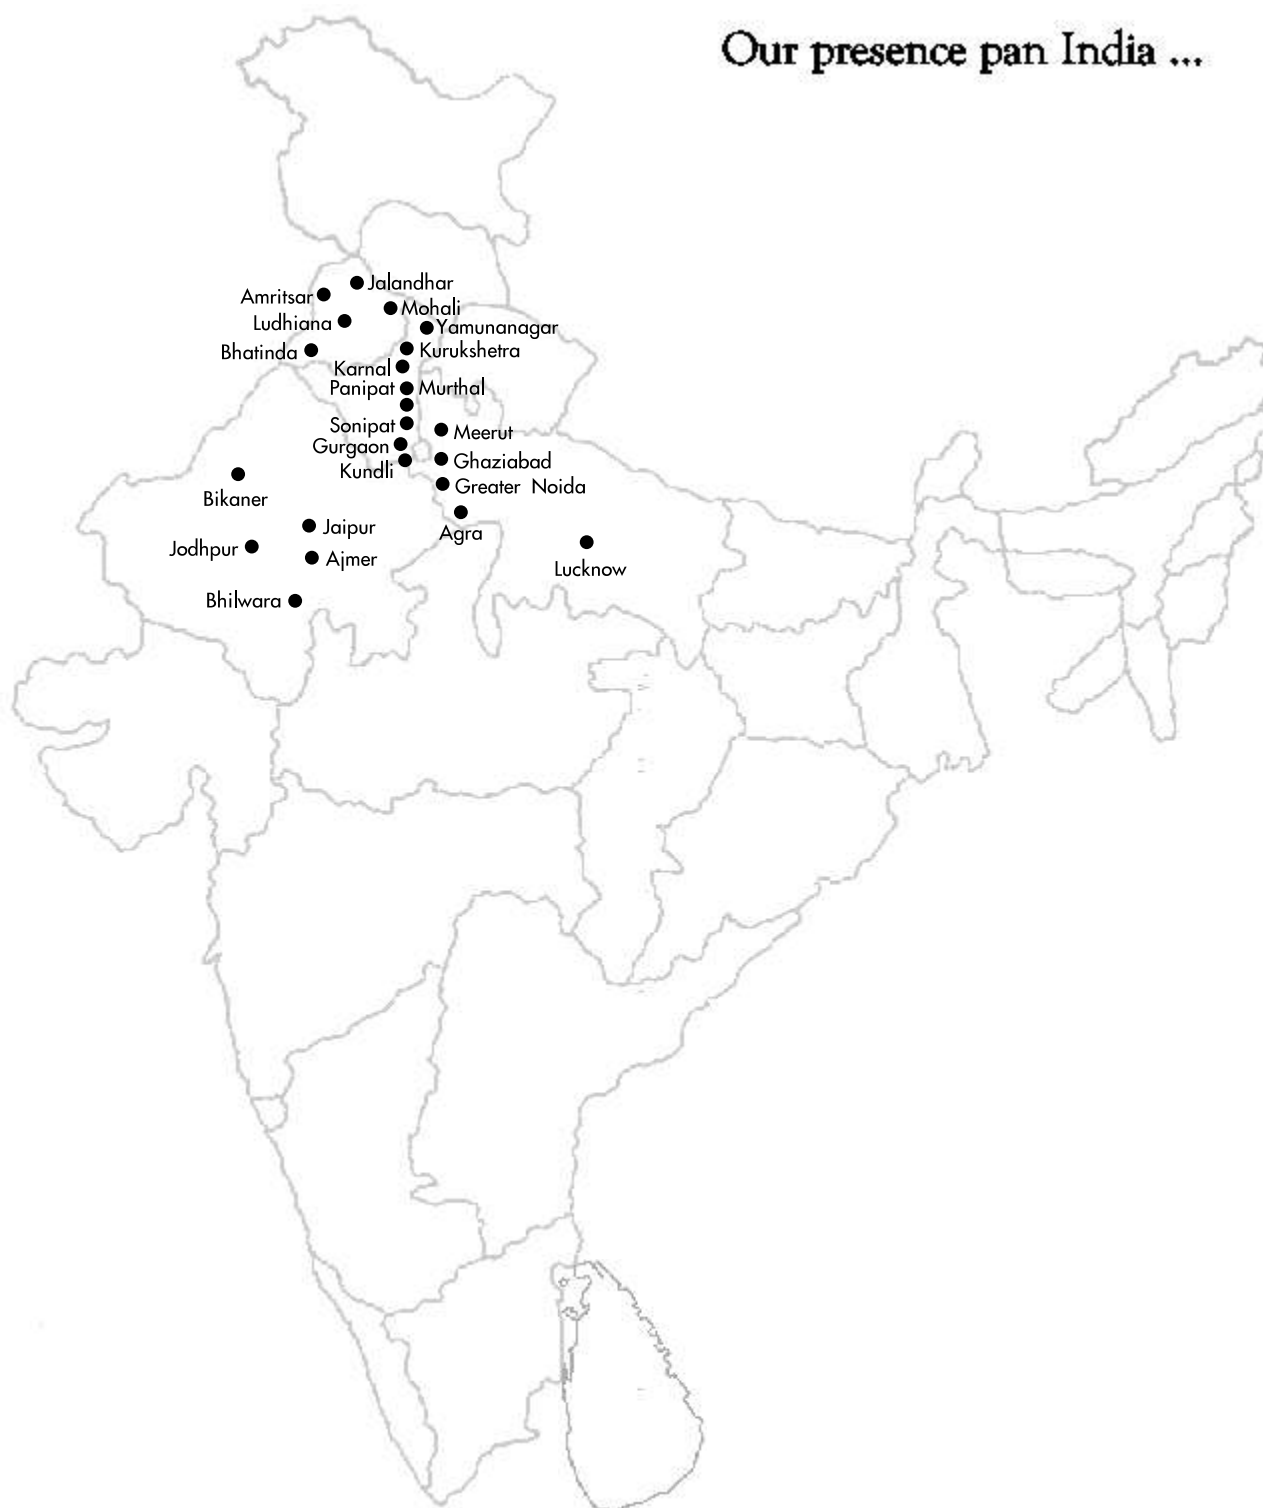 Our presence pan India ...
Jalandhar
Amritsar
Mohali
Ludhiana
Yamunanagar
Bhatinda
Kurukshetra
Karnal
Panipat
Murthal
Sonipat
Meerut
Gurgaon
Ghaziabad
Kundli
Greater Noida
Bikaner
Jaipur
Agra
Jodhpur
Ajmer
Lucknow
Bhilwara